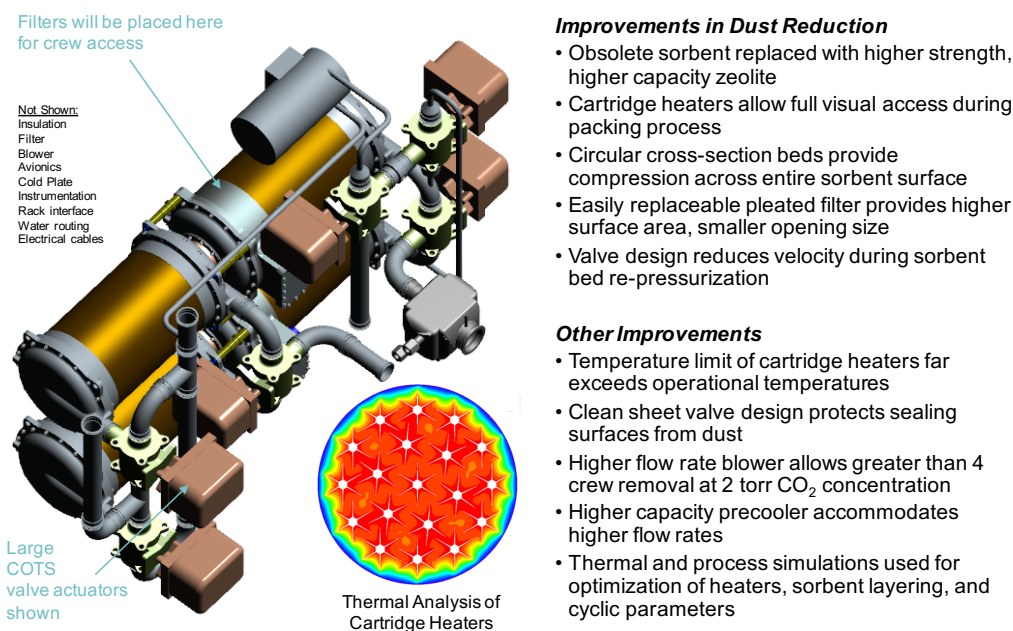 Filters will be placed here
for crew access
Not Shown:
Insulation
Filter
Blower
Avionics
Cold Plate
Instrumentation
Rack interface
Water routing
Electrical cables
Large
COTS
valve actuators
shown
Thermal Analysis of
Cartridge Heaters
Improvements in Dust Reduction
• Obsolete sorbent replaced with higher strength,
higher capacity zeolite
• Cartridge heaters allow full visual access during
packing process
• Circular cross-section beds provide
compression across entire sorbent surface
• Easily replaceable pleated filter provides higher
surface area, smaller opening size
• Valve design reduces velocity during sorbent
bed re-pressurization
Other Improvements
• Temperature limit of cartridge heaters far
exceeds operational temperatures
• Clean sheet valve design protects sealing
surfaces from dust
• Higher flow rate blower allows greater than 4
crew removal at 2 torr CO₂ concentration
• Higher capacity precooler accommodates
higher flow rates
• Thermal and process simulations used for
optimization of heaters, sorbent layering, and
cyclic parameters